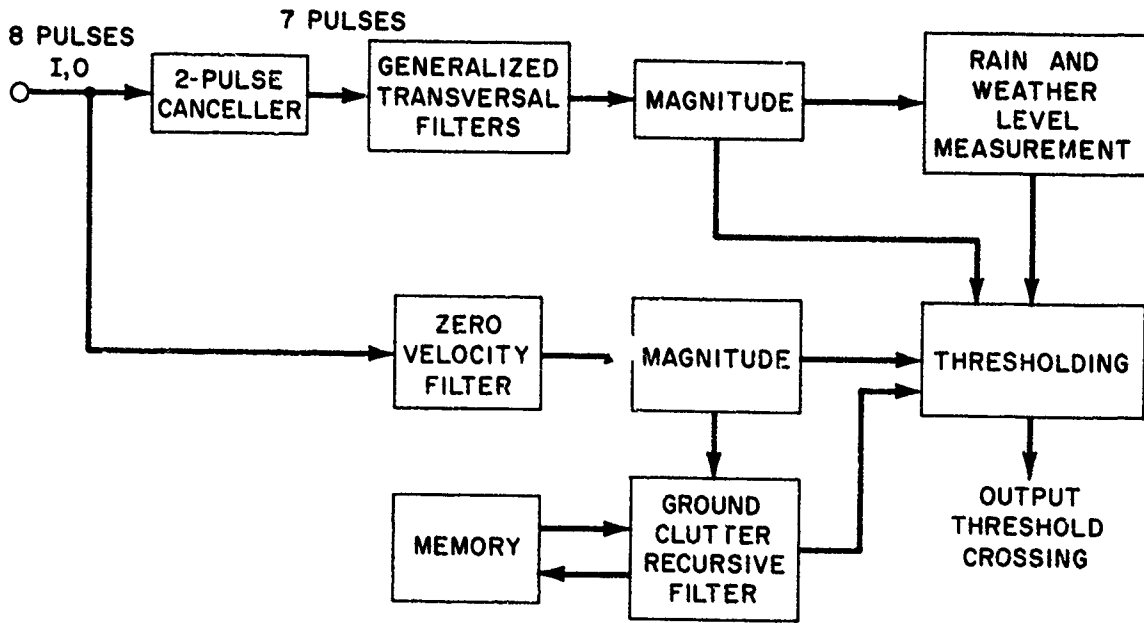 8 PULSES
I,O
7 PULSES
2-PULSE
CANCELLER
GENERALIZED
TRANSVERSAL
FILTERS
MAGNITUDE
RAIN AND
WEATHER
LEVEL
MEASUREMENT
ZERO
VELOCITY
FILTER
MAGNITUDE
THRESHOLDING
MEMORY
GROUND
CLUTTER
RECURSIVE
FILTER
OUTPUT
THRESHOLD
CROSSING